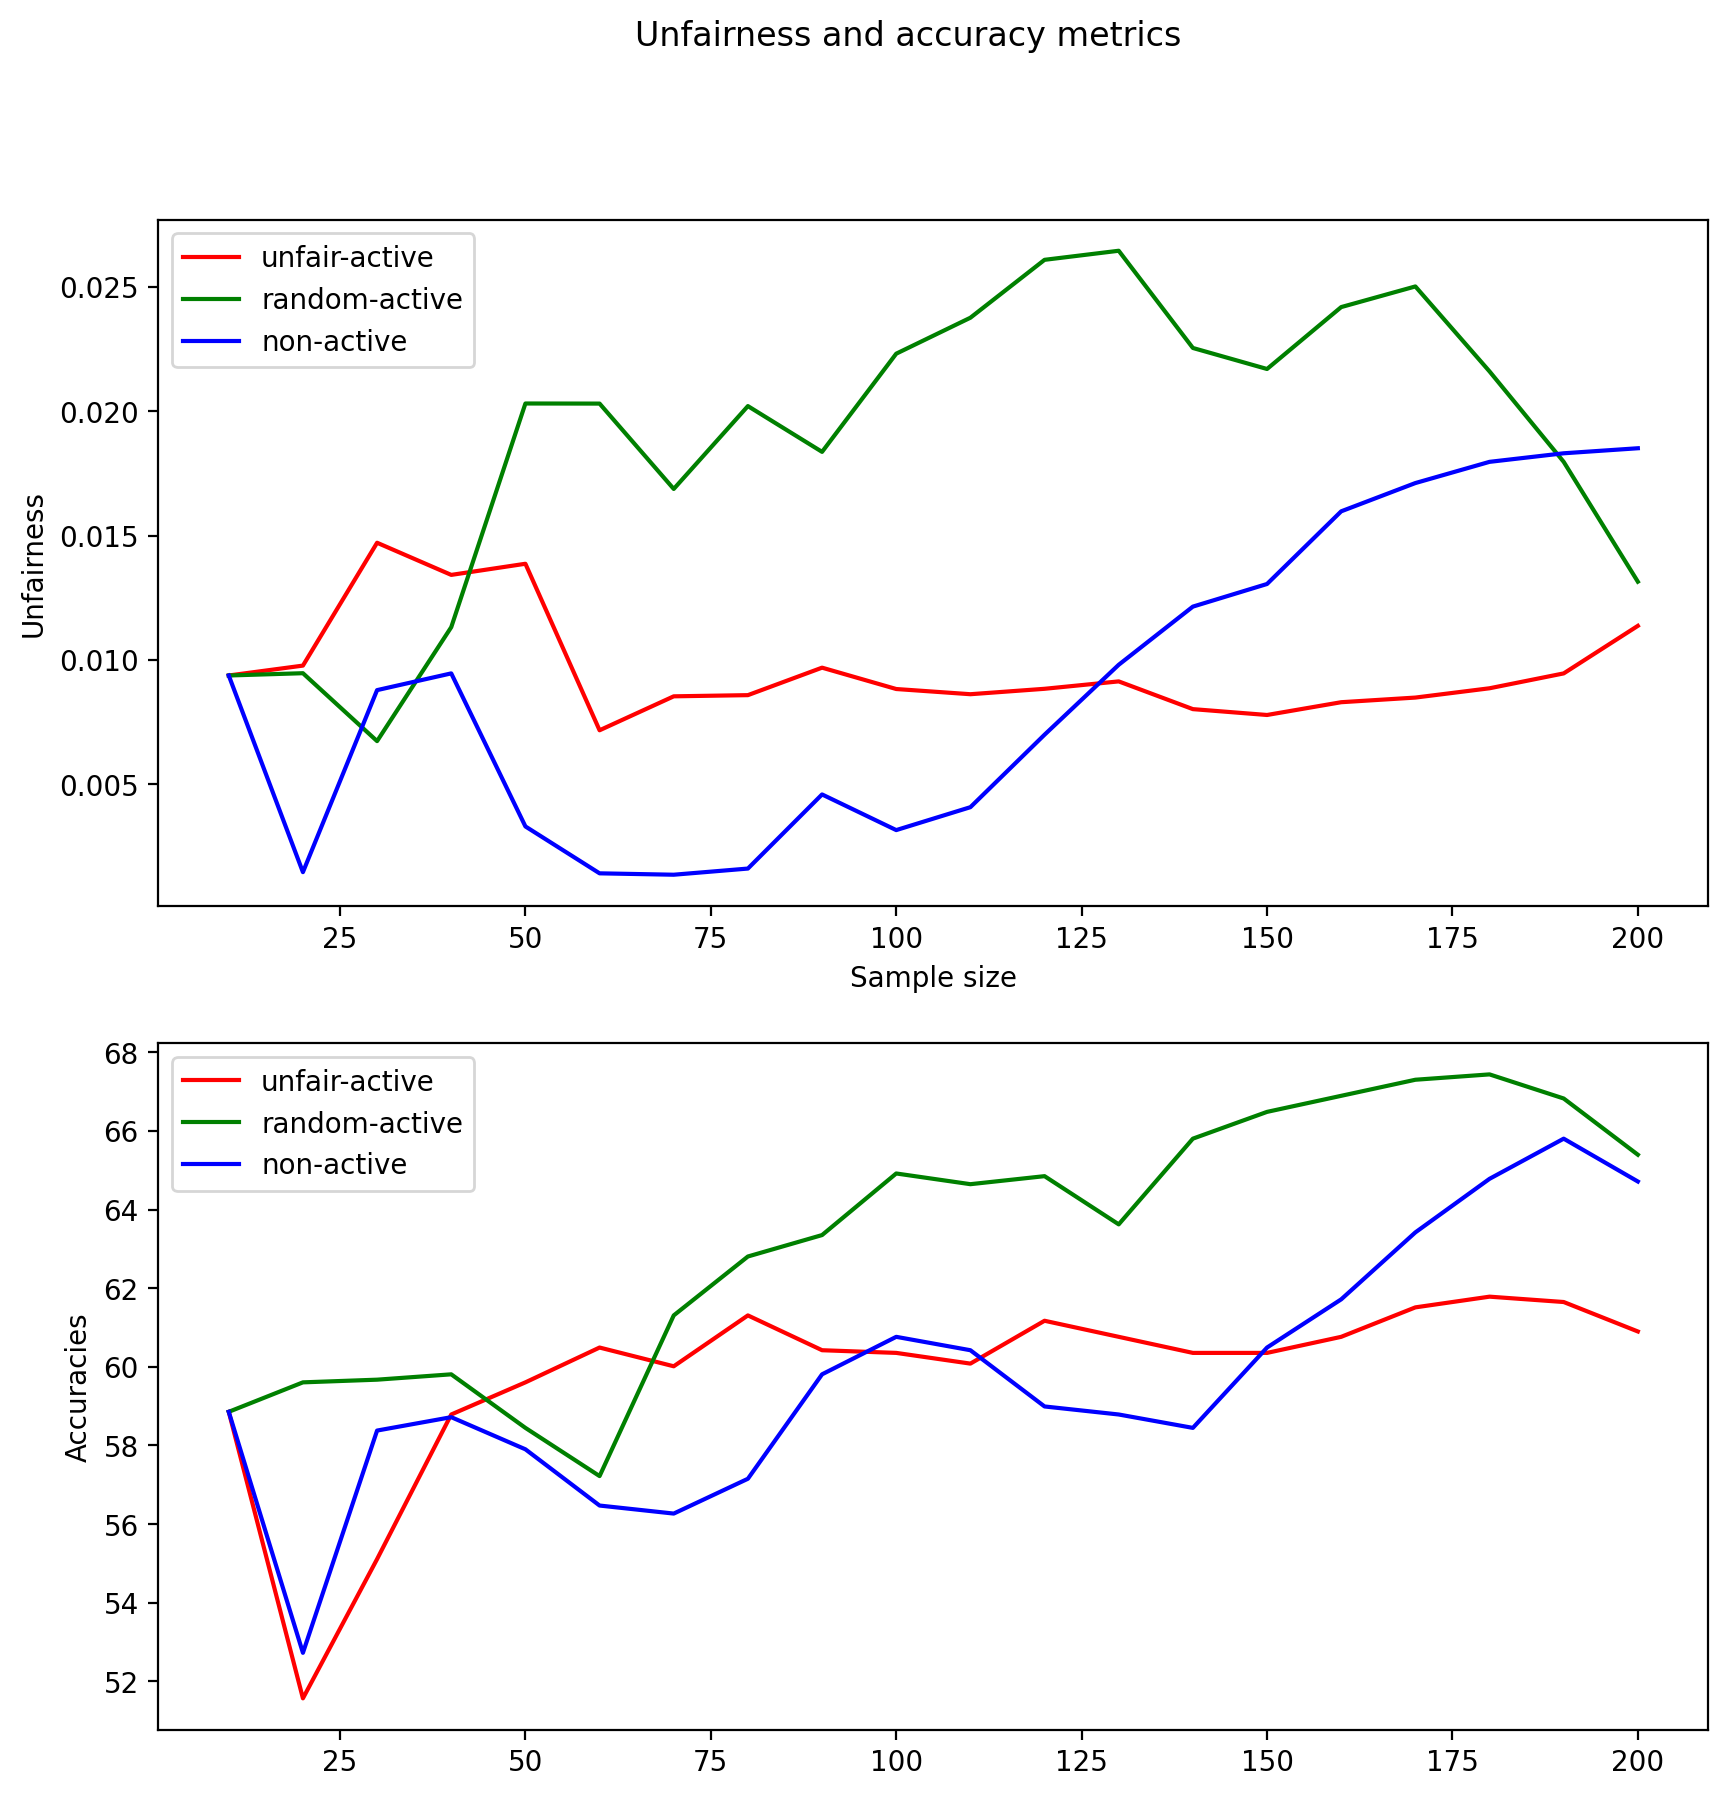 Unfairness and accuracy metrics
unfair-active
random-active
non-active
0.025
0.020
0.015
0.010
0.005
Unfairness
25 50 75 100 125 150 175 200
Sample size
unfair-active
random-active
non-active
68
66
64
62
60
58
56
54
52
Accuracies
25 50 75 100 125 150 175 200